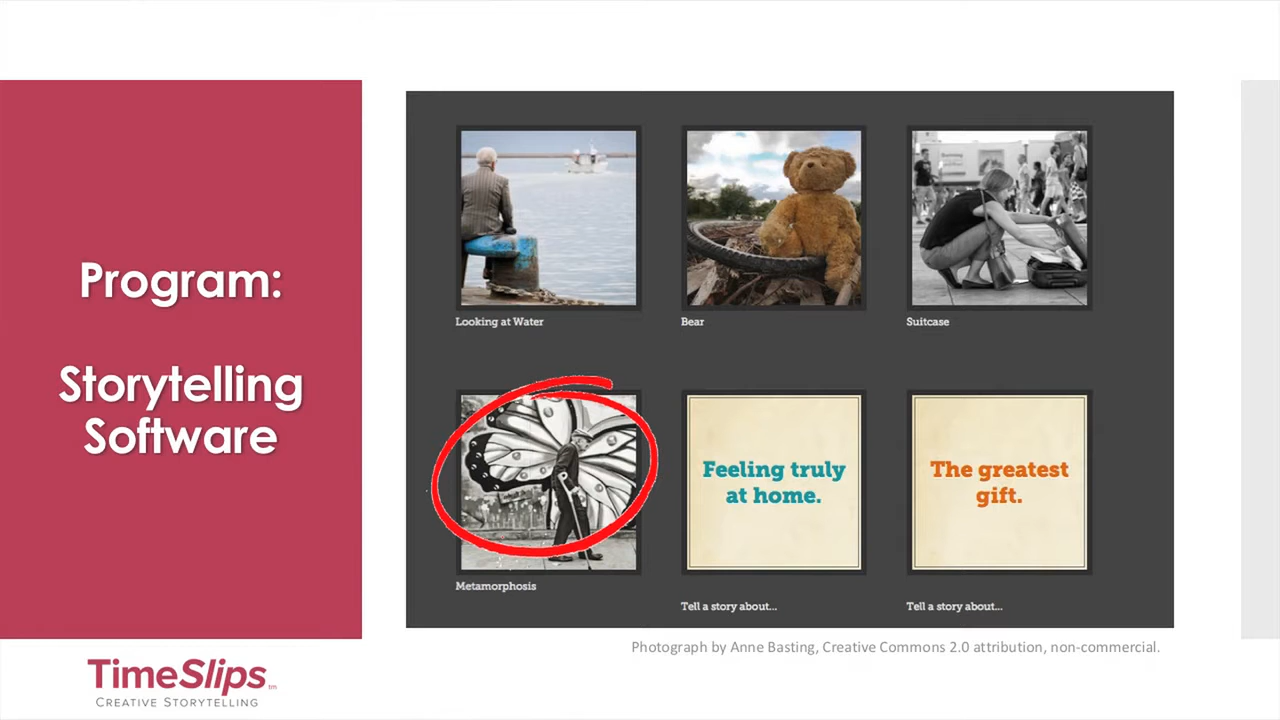 Program:
Storytelling
Software
Looking at Water
Bear
Suitcase
Metamorphosis
Feeling truly
at home.
Tell a story about...
The greatest
gift.
Tell a story about...
Photograph by Anne Basting, Creative Commons 2.0 attribution, non-commercial.
TimeSlips tm
CREATIVE STORYTELLING